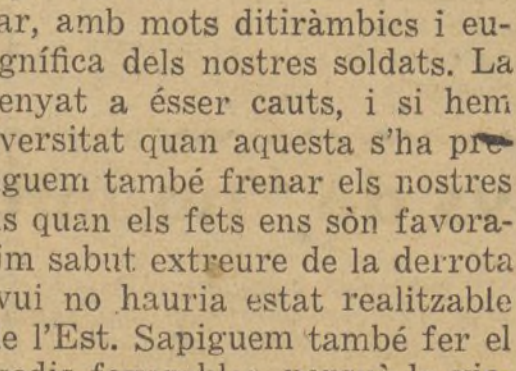 ar, amb mots ditiràmbics i eu-
gnífica dels nostres soldats. La
enyat a ésser cauts, i si hem
versitat quan aquesta s'ha pre-
guem també frenar els nostres
s quan els fets ens sòn favora-
im sabut extreure de la derrota
vui no hauria estat realitzable
e l'Est. Sapiguem també fer el